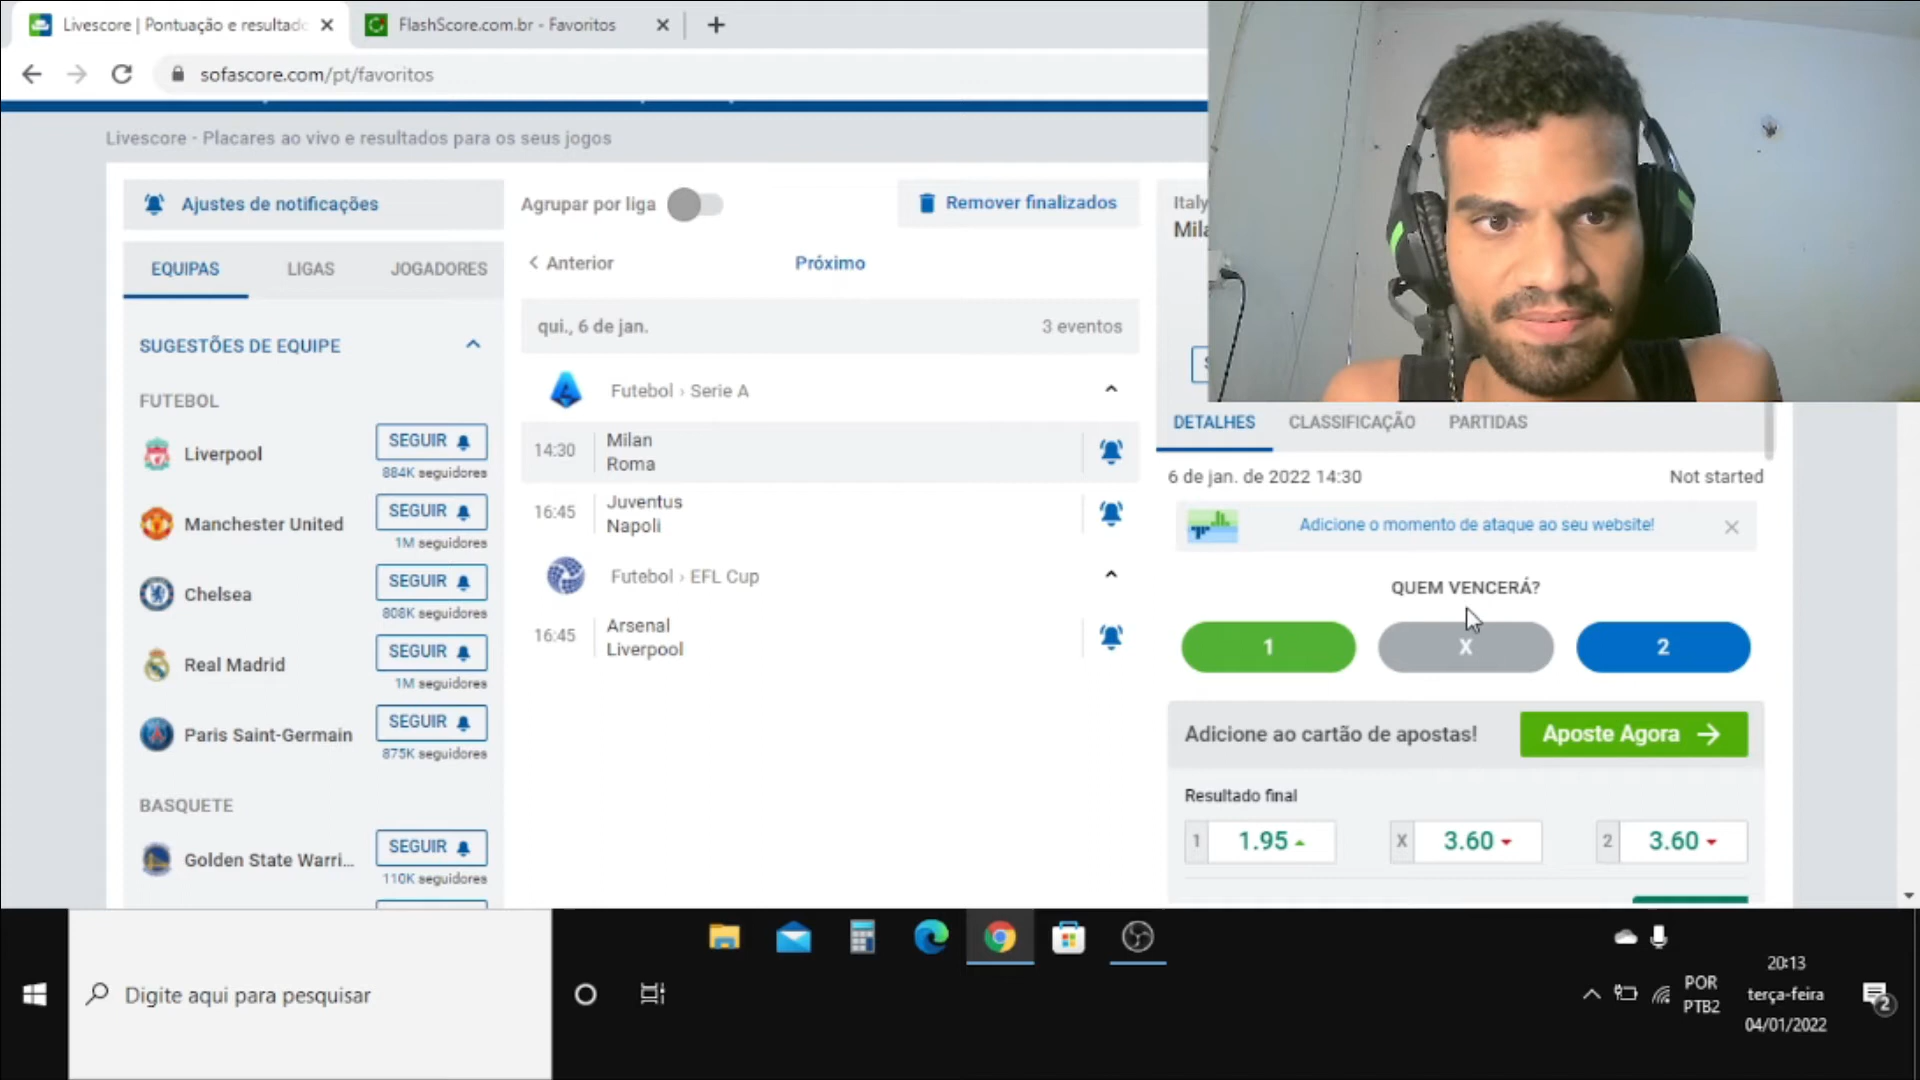 Livescore | Pontuação e resultado
FlashScore.com.br - Favoritos
sofascore.com/pt/favoritos
Livescore - Placares ao vivo e resultados para os seus jogos
Ajustes de notificações
EQUIPAS
LIGAS
JOGADORES
SUGESTÕES DE EQUIPE
FUTEBOL
Liverpool
SEGUIR
884K seguidores
Manchester United
SEGUIR
1M seguidores
Chelsea
SEGUIR
808K seguidores
Real Madrid
SEGUIR
1M seguidores
Paris Saint-Germain
SEGUIR
875K seguidores
BASQUETE
Golden State Warri...
SEGUIR
110K seguidores
Agrupar por liga
Remover finalizados
Anterior
Próximo
qui., 6 de jan.
3 eventos
Futebol › Serie A
14:30
Milan
Roma
16:45
Juventus
Napoli
Futebol › EFL Cup
16:45
Arsenal
Liverpool
Italy
Mila
DETALHES
CLASSIFICAÇÃO
PARTIDAS
6 de jan. de 2022 14:30
Not started
Adicione o momento de ataque ao seu website!
QUEM VENCERÁ?
1
X
2
Adicione ao cartão de apostas!
Aposte Agora
Resultado final
1 1.95
X 3.60
2 3.60
Digite aqui para pesquisar
POR
PTB2
20:13
terça-feira
04/01/2022
2